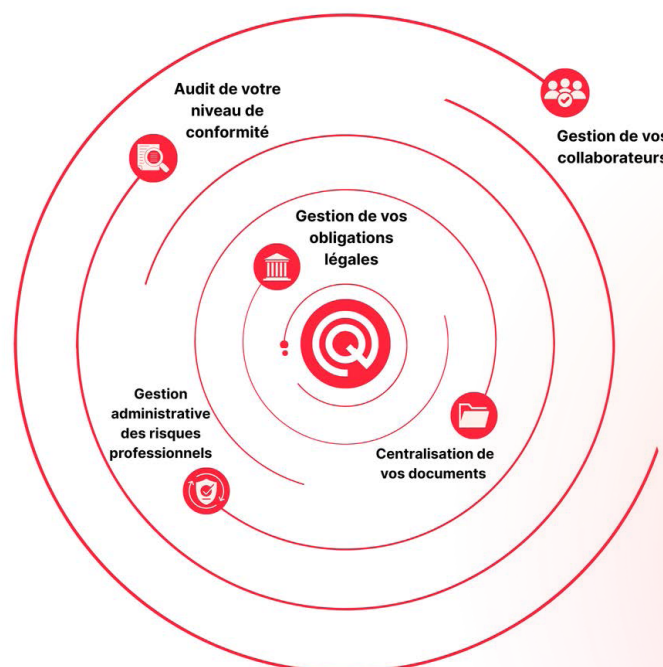 Audit de votre
niveau de
conformité
Gestion de vos
collaborateurs
Gestion de vos
obligations
légales
Gestion
administrative
des risques
professionnels
Centralisation de
vos documents